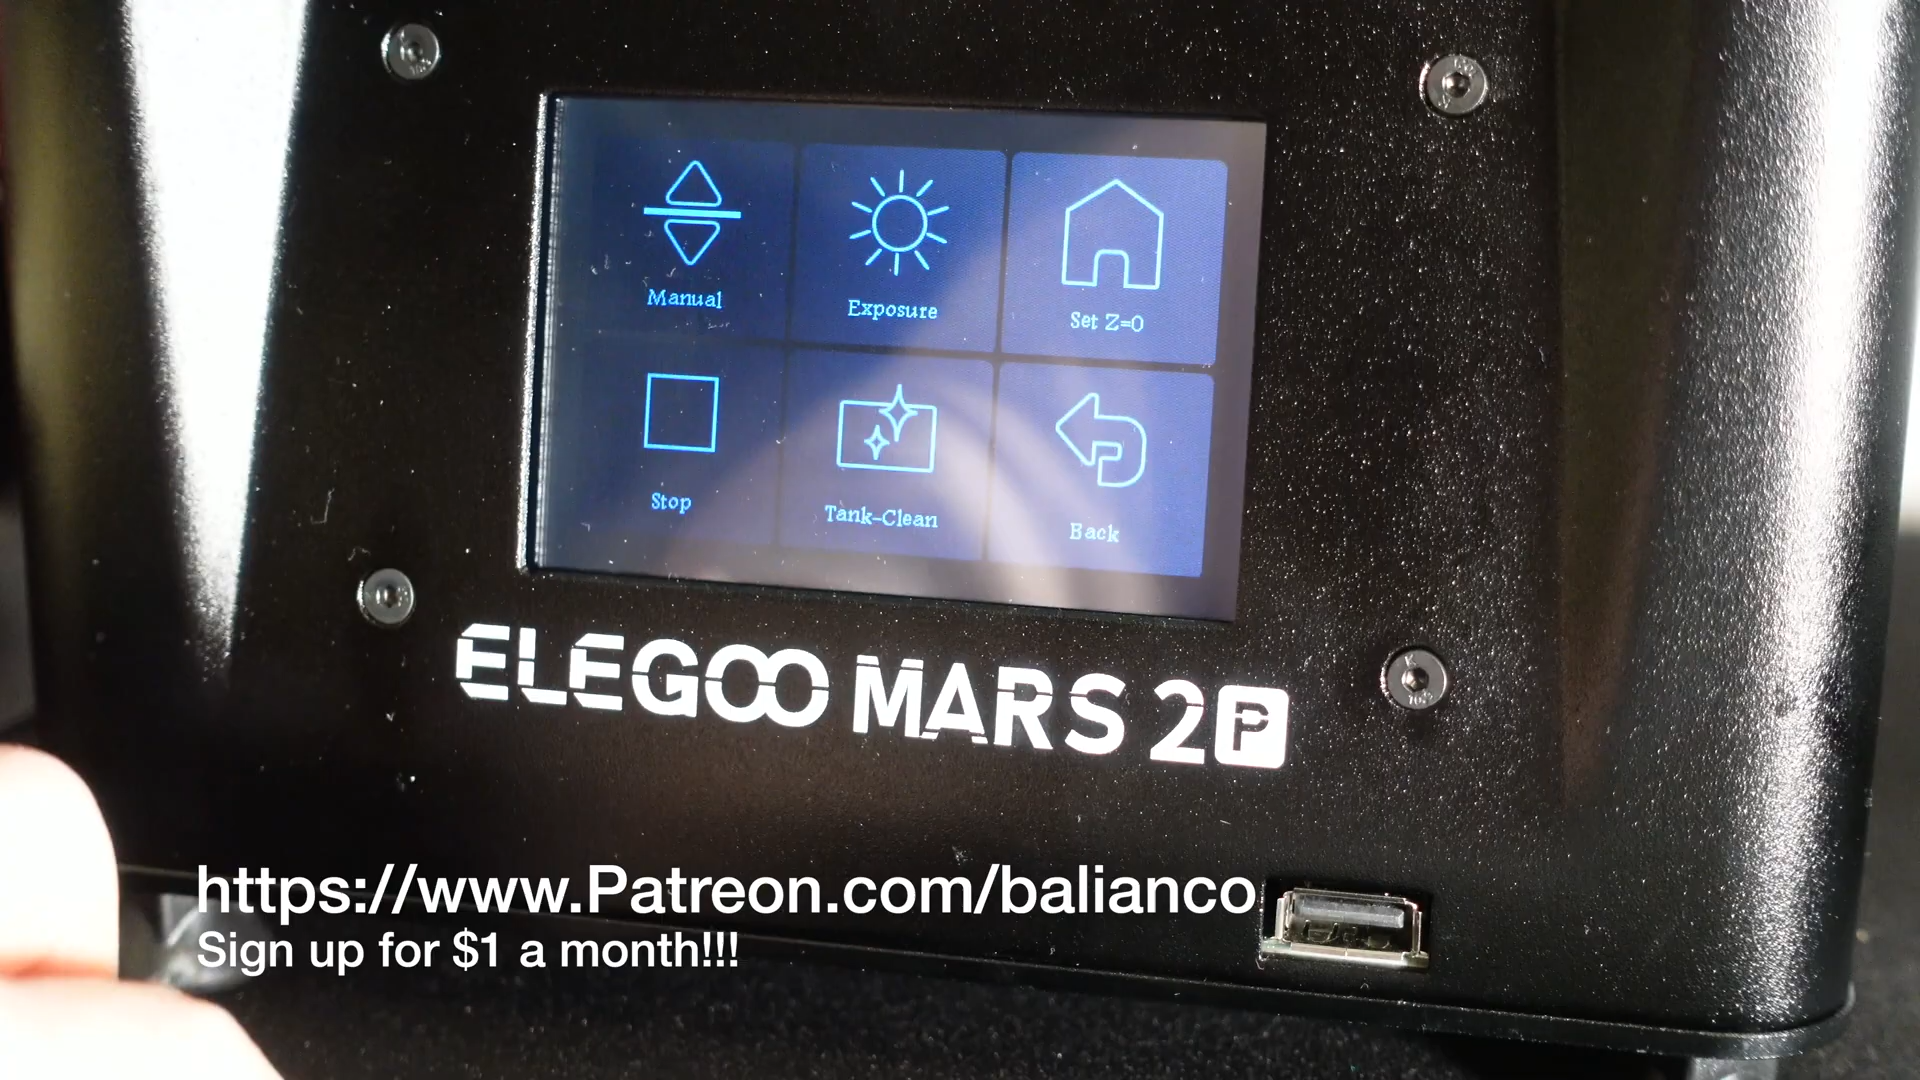 Manual
Exposure
Set Z=0
Stop
Tank-Clean
Back
ELEGOO MARS 2P
https://www.Patreon.com/balianco
Sign up for $1 a month!!!